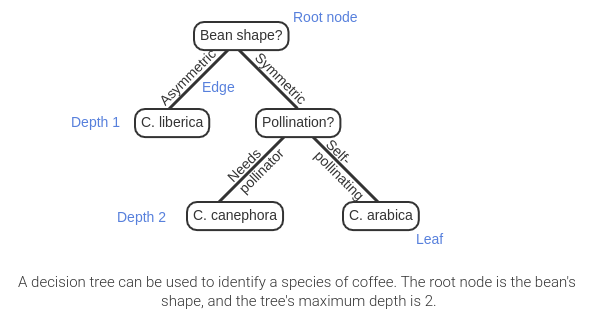 Root node
Bean shape?
Asymmetric
Symmetric
Edge
Depth 1
C. liberica
Pollination?
Needs
pollinator
Self-
pollinating
Depth 2
C. canephora
C. arabica
Leaf
A decision tree can be used to identify a species of coffee. The root node is the bean's
shape, and the tree's maximum depth is 2.